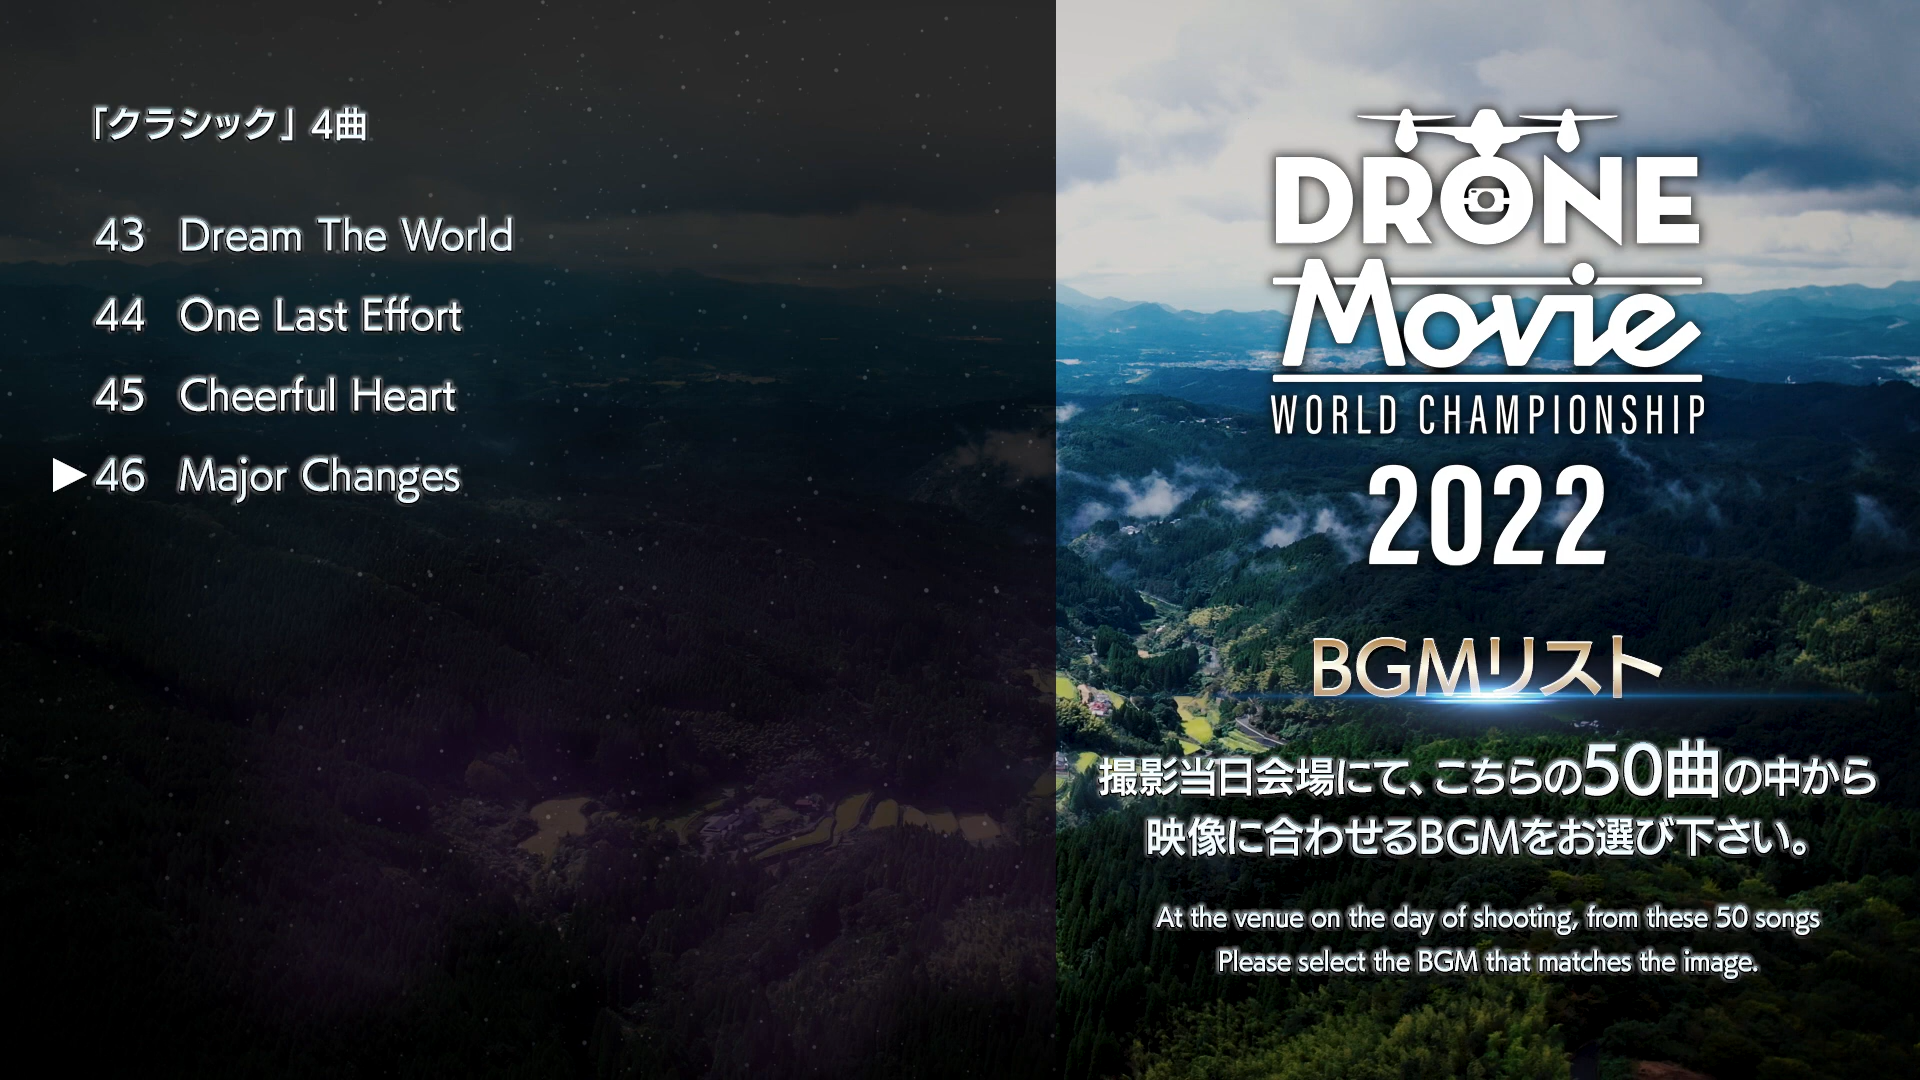 「クラシック」 4曲
43 Dream The World
44 One Last Effort
45 Cheerful Heart
▶46 Major Changes
DRONE
Movie
WORLD CHAMPIONSHIP
2022
BGMリスト
撮影当日会場にて、こちらの50曲の中から
映像に合わせるBGMをお選び下さい。
At the venue on the day of shooting, from these 50 songs
Please select the BGM that matches the image.